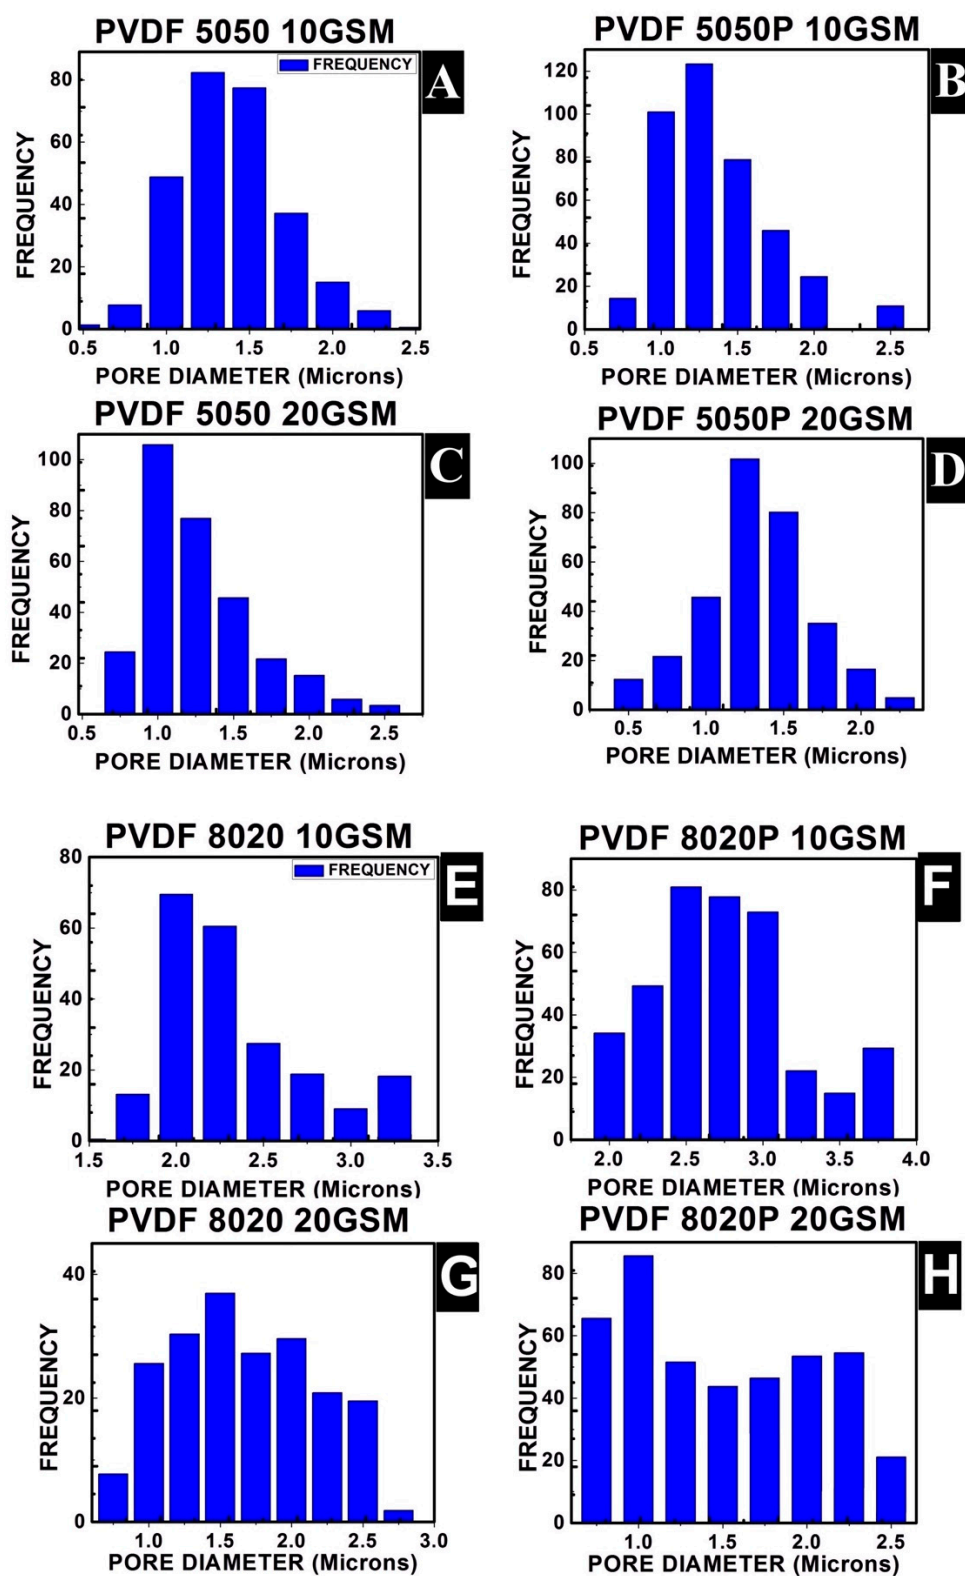 PVDF 5050 10GSM
FREQUENCY
A
80
60
40
20
0
FREQUENCY
0.5 1.0 1.5 2.0 2.5
PORE DIAMETER (Microns)
PVDF 5050P 10GSM
B
120
100
80
60
40
20
0
FREQUENCY
1.0 1.5 2.0 2.5
PORE DIAMETER (Microns)
PVDF 5050 20GSM
C
100
80
60
40
20
0
FREQUENCY
0.5 1.0 1.5 2.0 2.5
PORE DIAMETER (Microns)
PVDF 5050P 20GSM
D
100
80
60
40
20
0
FREQUENCY
0.5 1.0 1.5 2.0
PORE DIAMETER (Microns)
PVDF 8020 10GSM
FREQUENCY
E
80
60
40
20
0
FREQUENCY
1.5 2.0 2.5 3.0 3.5
PORE DIAMETER (Microns)
PVDF 8020P 10GSM
F
80
60
40
20
0
FREQUENCY
2.0 2.5 3.0 3.5 4.0
PORE DIAMETER (Microns)
PVDF 8020 20GSM
G
40
20
0
FREQUENCY
1.0 1.5 2.0 2.5 3.0
PORE DIAMETER (Microns)
PVDF 8020P 20GSM
H
80
60
40
20
0
FREQUENCY
1.0 1.5 2.0 2.5
PORE DIAMETER (Microns)